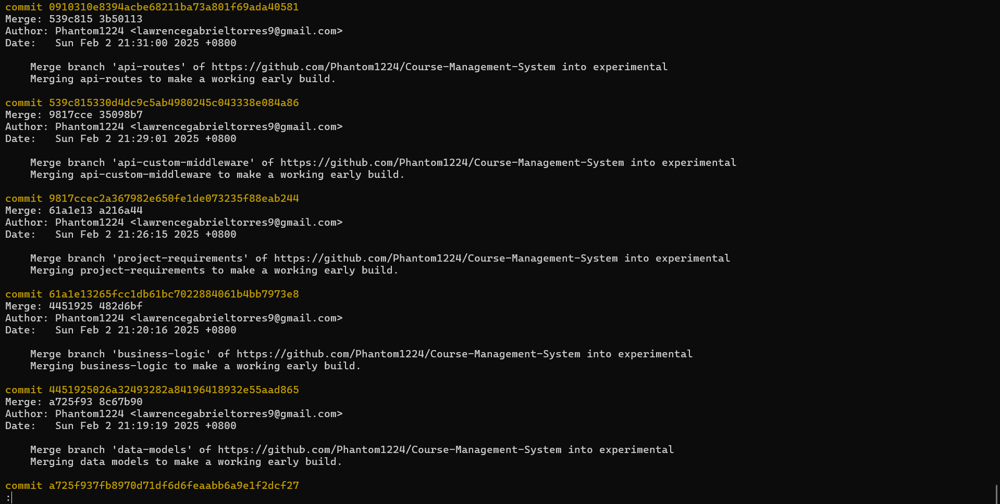 commit 0910310e8394acbe68211ba73a801f69ada40581
Merge: 539c815 3b50113
Author: Phantom1224 <lawrencegabrieltorres9@gmail.com>
Date:   Sun Feb 2 21:31:00 2025 +0800

    Merge branch 'api-routes' of https://github.com/Phantom1224/Course-Management-System into experimental
    Merging api-routes to make a working early build.

commit 539c815330d4dc9c5ab4980245c043338e084a86
Merge: 9817cce 35098b7
Author: Phantom1224 <lawrencegabrieltorres9@gmail.com>
Date:   Sun Feb 2 21:29:01 2025 +0800

    Merge branch 'api-custom-middleware' of https://github.com/Phantom1224/Course-Management-System into experimental
    Merging api-custom-middleware to make a working early build.

commit 9817ccec2a367982e650fe1de073235f88eab244
Merge: 61a1e13 a216a44
Author: Phantom1224 <lawrencegabrieltorres9@gmail.com>
Date:   Sun Feb 2 21:26:15 2025 +0800

    Merge branch 'project-requirements' of https://github.com/Phantom1224/Course-Management-System into experimental
    Merging project-requirements to make a working early build.

commit 61a1e13265fcc1db61bc7022884061b4bb7973e8
Merge: 4451925 482d6bf
Author: Phantom1224 <lawrencegabrieltorres9@gmail.com>
Date:   Sun Feb 2 21:20:16 2025 +0800

    Merge branch 'business-logic' of https://github.com/Phantom1224/Course-Management-System into experimental
    Merging business-logic to make a working early build.

commit 4451925026a32493282a84196418932e55aad865
Merge: a725f93 8c67b90
Author: Phantom1224 <lawrencegabrieltorres9@gmail.com>
Date:   Sun Feb 2 21:19:19 2025 +0800

    Merge branch 'data-models' of https://github.com/Phantom1224/Course-Management-System into experimental
    Merging data models to make a working early build.

commit a725f937fb8970d71df6d6feaabb6a9e1f2dcf27
: